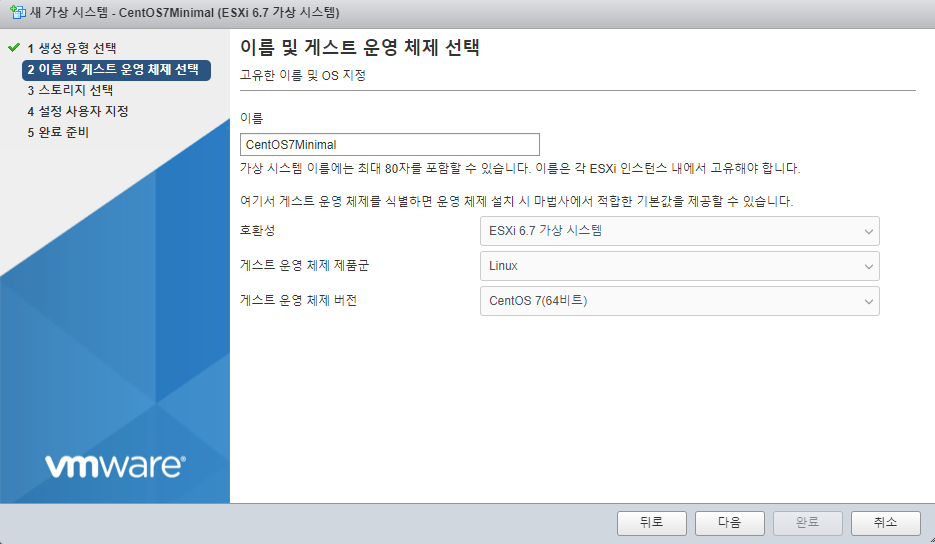 새 가상 시스템 - CentOS7Minimal (ESXi 6.7 가상 시스템)
1 생성 유형 선택
2 이름 및 게스트 운영 체제 선택
3 스토리지 선택
4 설정 사용자 지정
5 완료 준비
이름 및 게스트 운영 체제 선택
고유한 이름 및 OS 지정
이름
CentOS7Minimal
가상 시스템 이름에는 최대 80자를 포함할 수 있습니다. 이름은 각 ESXi 인스턴스 내에서 고유해야 합니다.
여기서 게스트 운영 체제를 식별하면 운영 체제 설치 시 마법사에서 적합한 기본값을 제공할 수 있습니다.
호환성 ESXi 6.7 가상 시스템
게스트 운영 체제 제품군 Linux
게스트 운영 체제 버전 CentOS 7(64비트)
vmware®
뒤로 다음 완료 취소